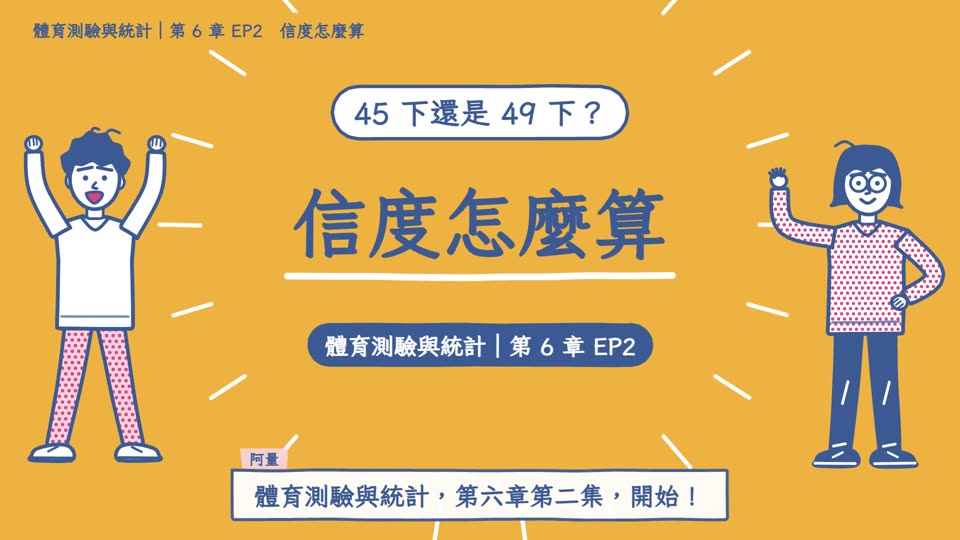 體育測驗與統計|第 6 章 EP2 信度怎麼算
45 下還是 49 下？
信度怎麼算
體育測驗與統計|第 6 章 EP2
阿量
體育測驗與統計，第六章第二集，開始！